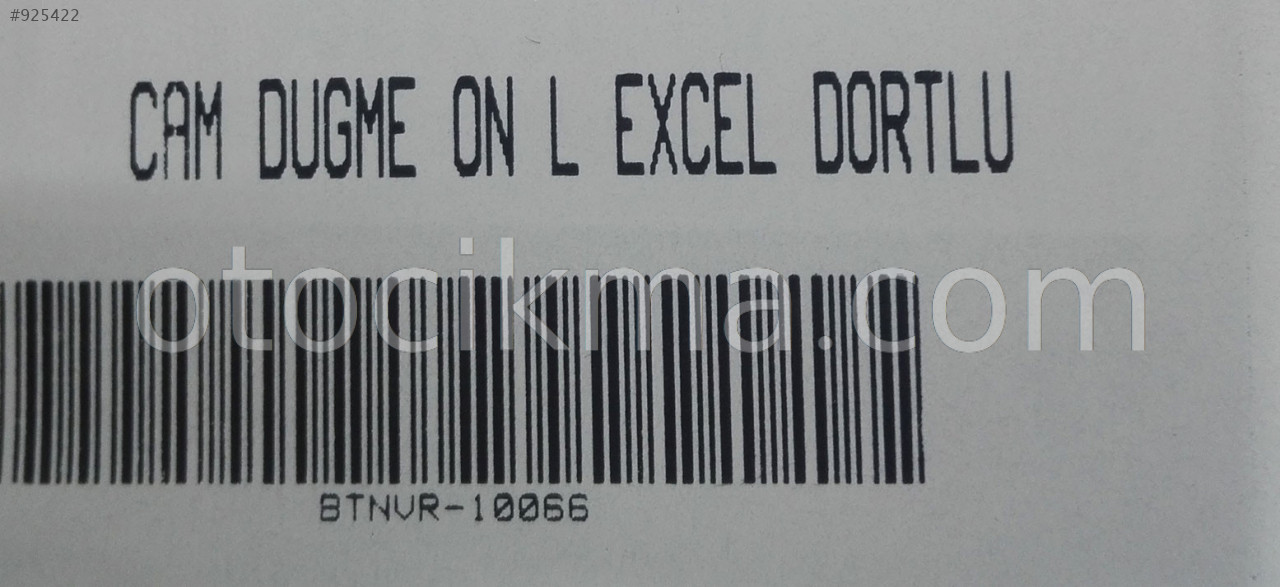 #925422
CAM DUGME ON L EXCEL DORTLU
otocikma.com
BTNVR-10066